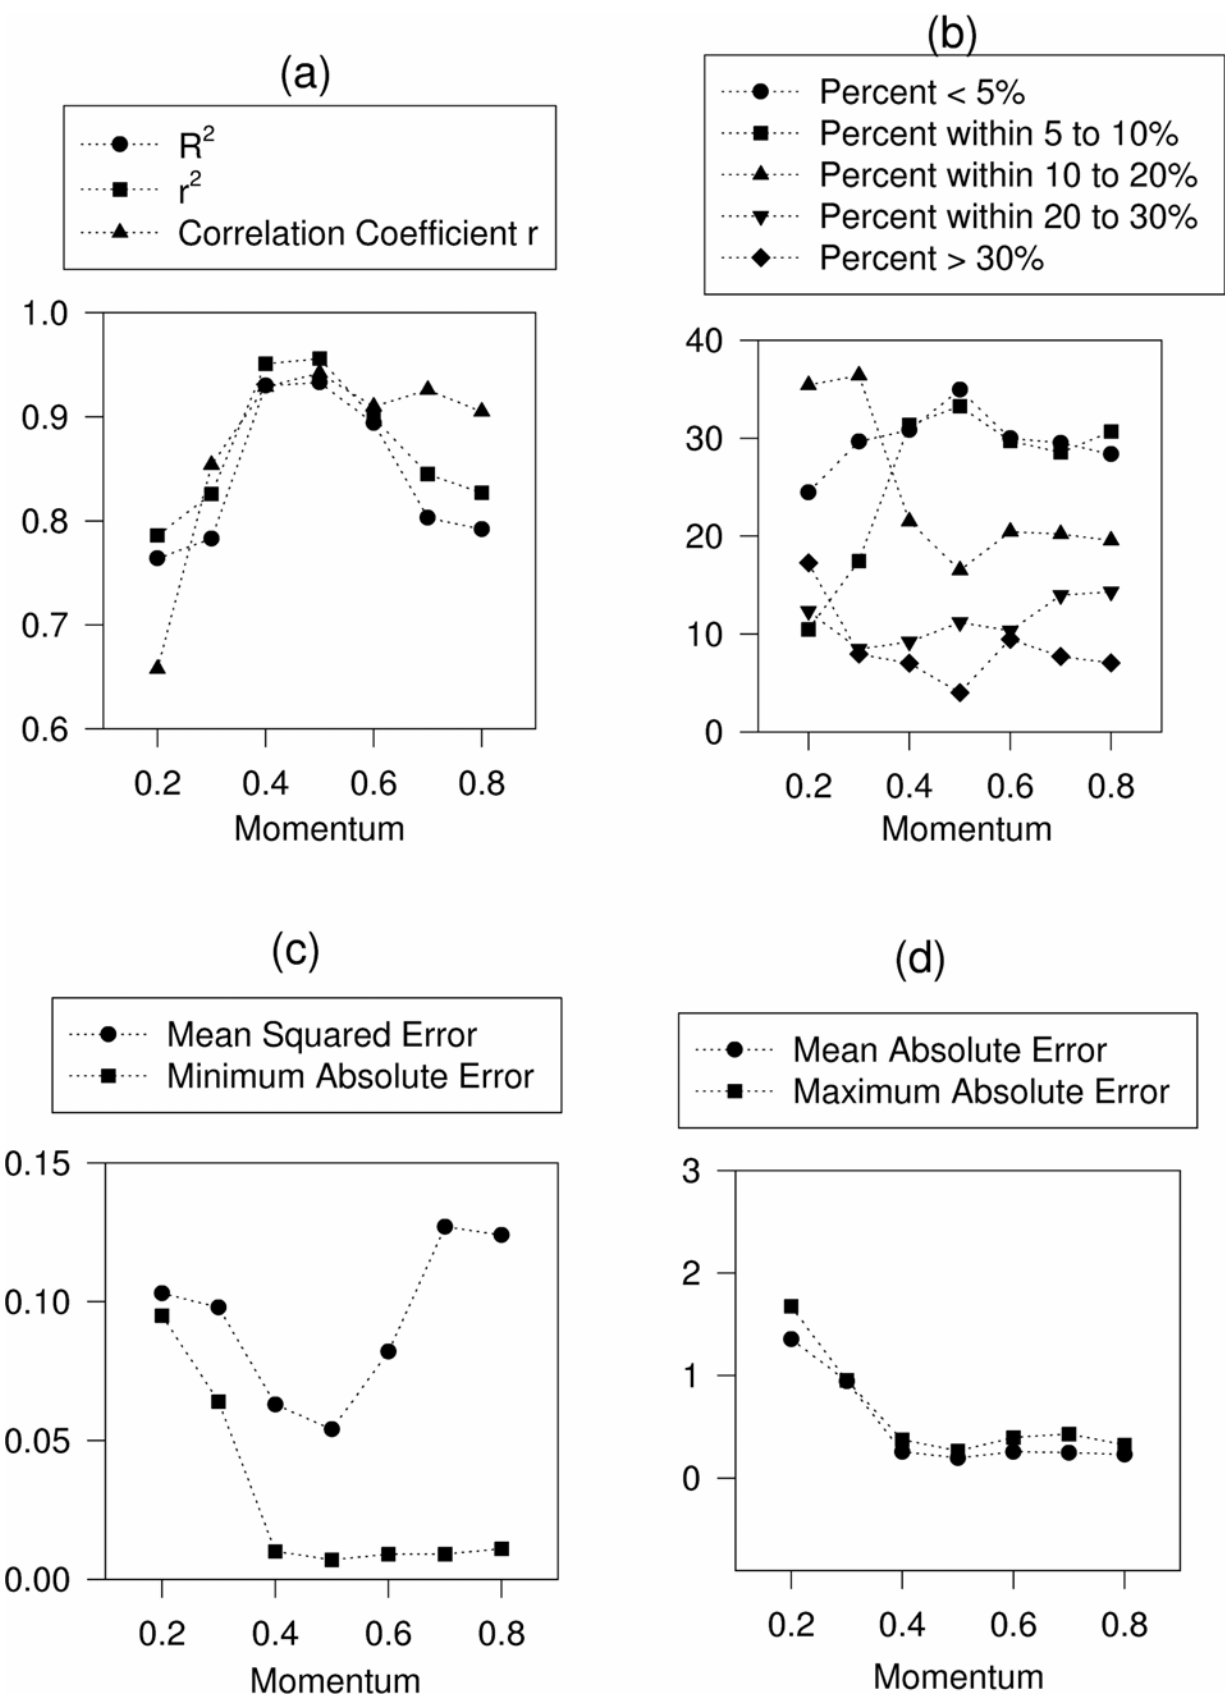 (a)
R²
r²
Correlation Coefficient r
1.0
0.9
0.8
0.7
0.6
0.2 0.4 0.6 0.8
Momentum
(b)
Percent < 5%
Percent within 5 to 10%
Percent within 10 to 20%
Percent within 20 to 30%
Percent > 30%
40
30
20
10
0
0.2 0.4 0.6 0.8
Momentum
(c)
Mean Squared Error
Minimum Absolute Error
0.15
0.10
0.05
0.00
0.2 0.4 0.6 0.8
Momentum
(d)
Mean Absolute Error
Maximum Absolute Error
3
2
1
0
0.2 0.4 0.6 0.8
Momentum